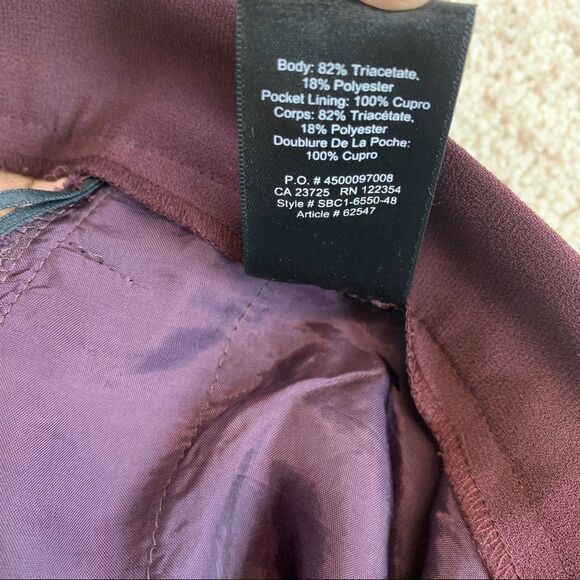 Body: 82% Triacetate,
18% Polyester
Pocket Lining: 100% Cupro
Corps: 82% Triacétate,
18% Polyester
Doublure De La Poche:
100% Cupro
P.O. # 4500097008
CA 23725 RN 122354
Style # SBC1-6550-48
Article # 62547